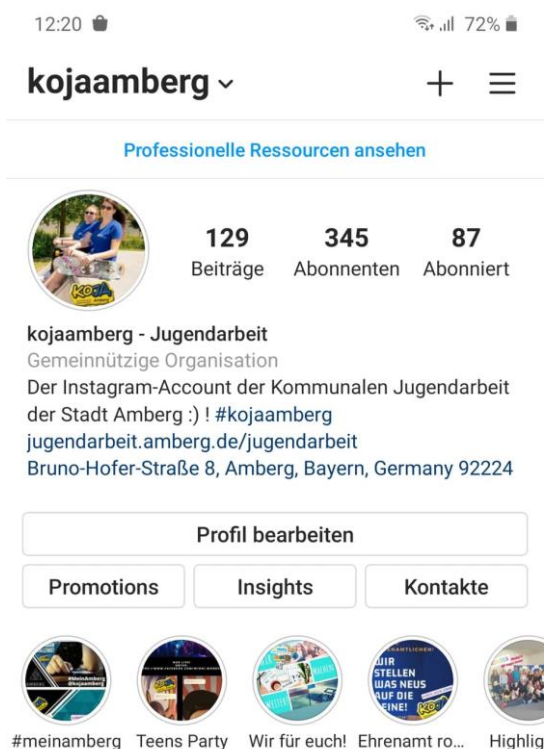 12:20 72%
kojaamberg
Professionelle Ressourcen ansehen
129 345 87
Beiträge Abonnenten Abonniert
KOJA
kojaamberg - Jugendarbeit
Gemeinnützige Organisation
Der Instagram-Account der Kommunalen Jugendarbeit
der Stadt Amberg :) ! #kojaamberg
jugendarbeit.amberg.de/jugendarbeit
Bruno-Hofer-Straße 8, Amberg, Bayern, Germany 92224
Profil bearbeiten
Promotions Insights Kontakte
#MeinAmberg
@kojaamberg
WIR
STELLEN
WAS NEUS
AUF DIE
#meinamberg Teens Party Wir für euch! Ehrenamt ro... Highlig